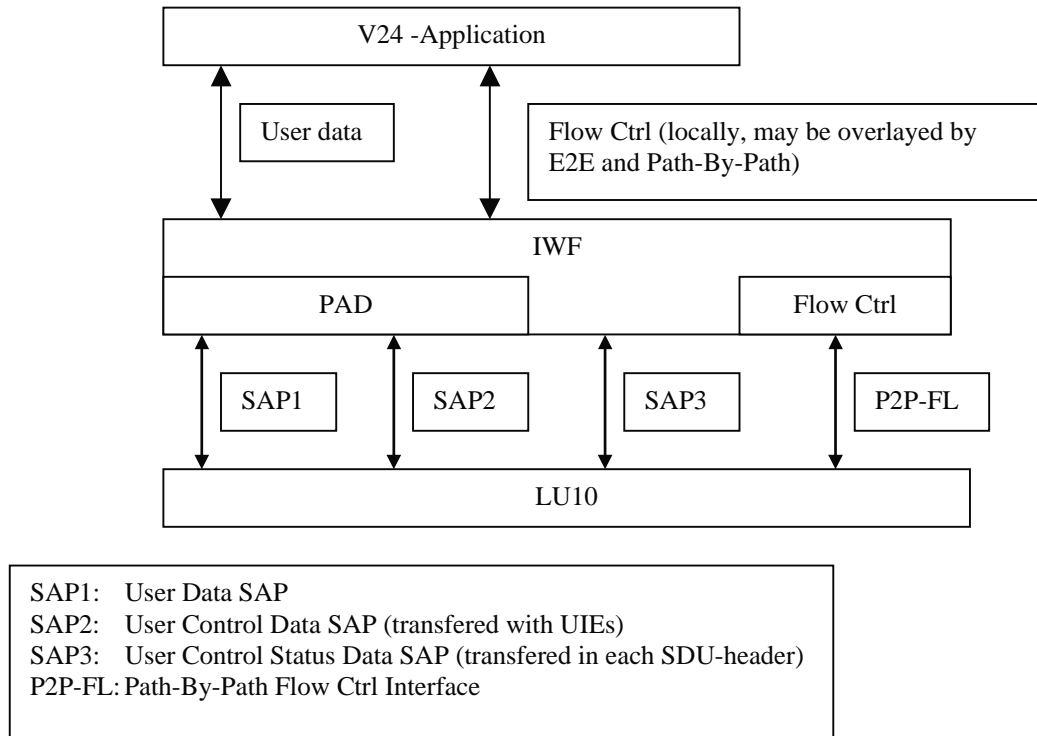 V24 -Application
User data
Flow Ctrl (locally, may be overlayed by
E2E and Path-By-Path)
IWF
PAD
Flow Ctrl
SAP1
SAP2
SAP3
P2P-FL
LU10
SAP1: User Data SAP
SAP2: User Control Data SAP (transfered with UIEs)
SAP3: User Control Status Data SAP (transfered in each SDU-header)
P2P-FL: Path-By-Path Flow Ctrl Interface